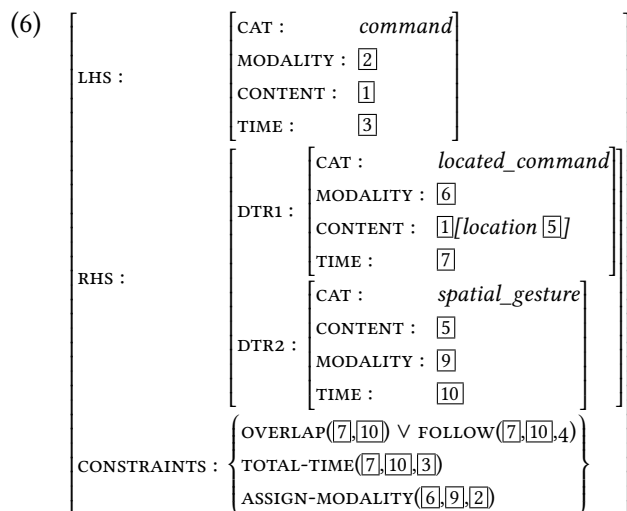 (6)
CAT : command
MODALITY : 2
LHS :
CONTENT : 1
TIME : 3
CAT : located_command
MODALITY : 6
DTR1 :
CONTENT : 1[location 5]
TIME : 7
RHS :
CAT : spatial_gesture
CONTENT : 5
DTR2 :
MODALITY : 9
TIME : 10
OVERLAP(7,10) ∨ FOLLOW(7,10,4)
CONSTRAINTS : TOTAL-TIME(7,10,3)
ASSIGN-MODALITY(6,9,2)